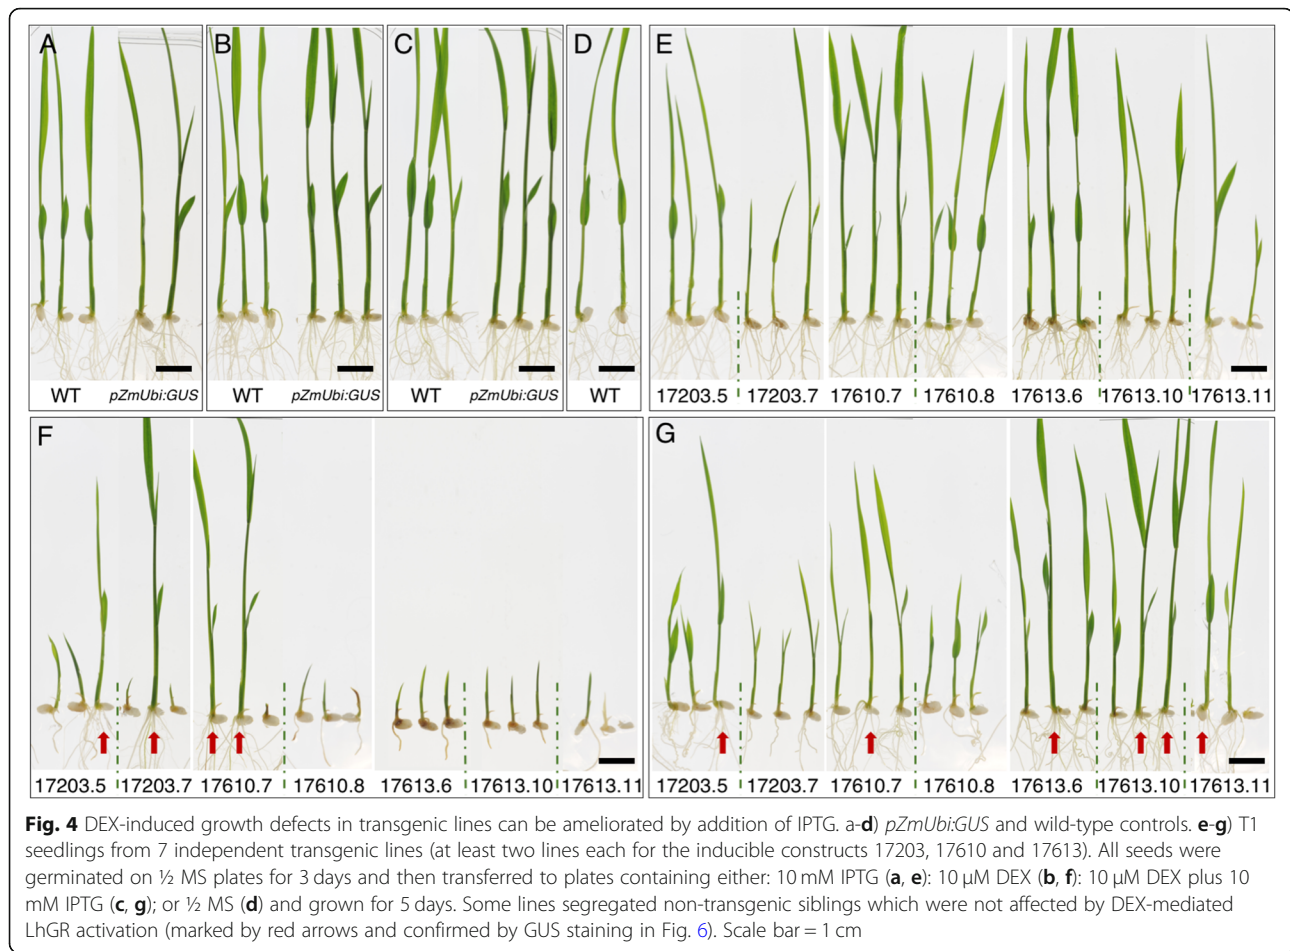 A
B
C
D
E
WT
pZmUbi:GUS
WT
pZmUbi:GUS
WT
pZmUbi:GUS
WT
17203.5
17203.7
17610.7
17610.8
17613.6
17613.10
17613.11
F
G
17203.5
17203.7
17610.7
17610.8
17613.6
17613.10
17613.11
17203.5
17203.7
17610.7
17610.8
17613.6
17613.10
17613.11
Fig. 4 DEX-induced growth defects in transgenic lines can be ameliorated by addition of IPTG. a-d) pZmUbi:GUS and wild-type controls. e-g) T1
seedlings from 7 independent transgenic lines (at least two lines each for the inducible constructs 17203, 17610 and 17613). All seeds were
germinated on ½ MS plates for 3 days and then transferred to plates containing either: 10 mM IPTG (a, e): 10 μM DEX (b, f): 10 μM DEX plus 10
mM IPTG (c, g); or ½ MS (d) and grown for 5 days. Some lines segregated non-transgenic siblings which were not affected by DEX-mediated
LhGR activation (marked by red arrows and confirmed by GUS staining in Fig. 6). Scale bar = 1 cm